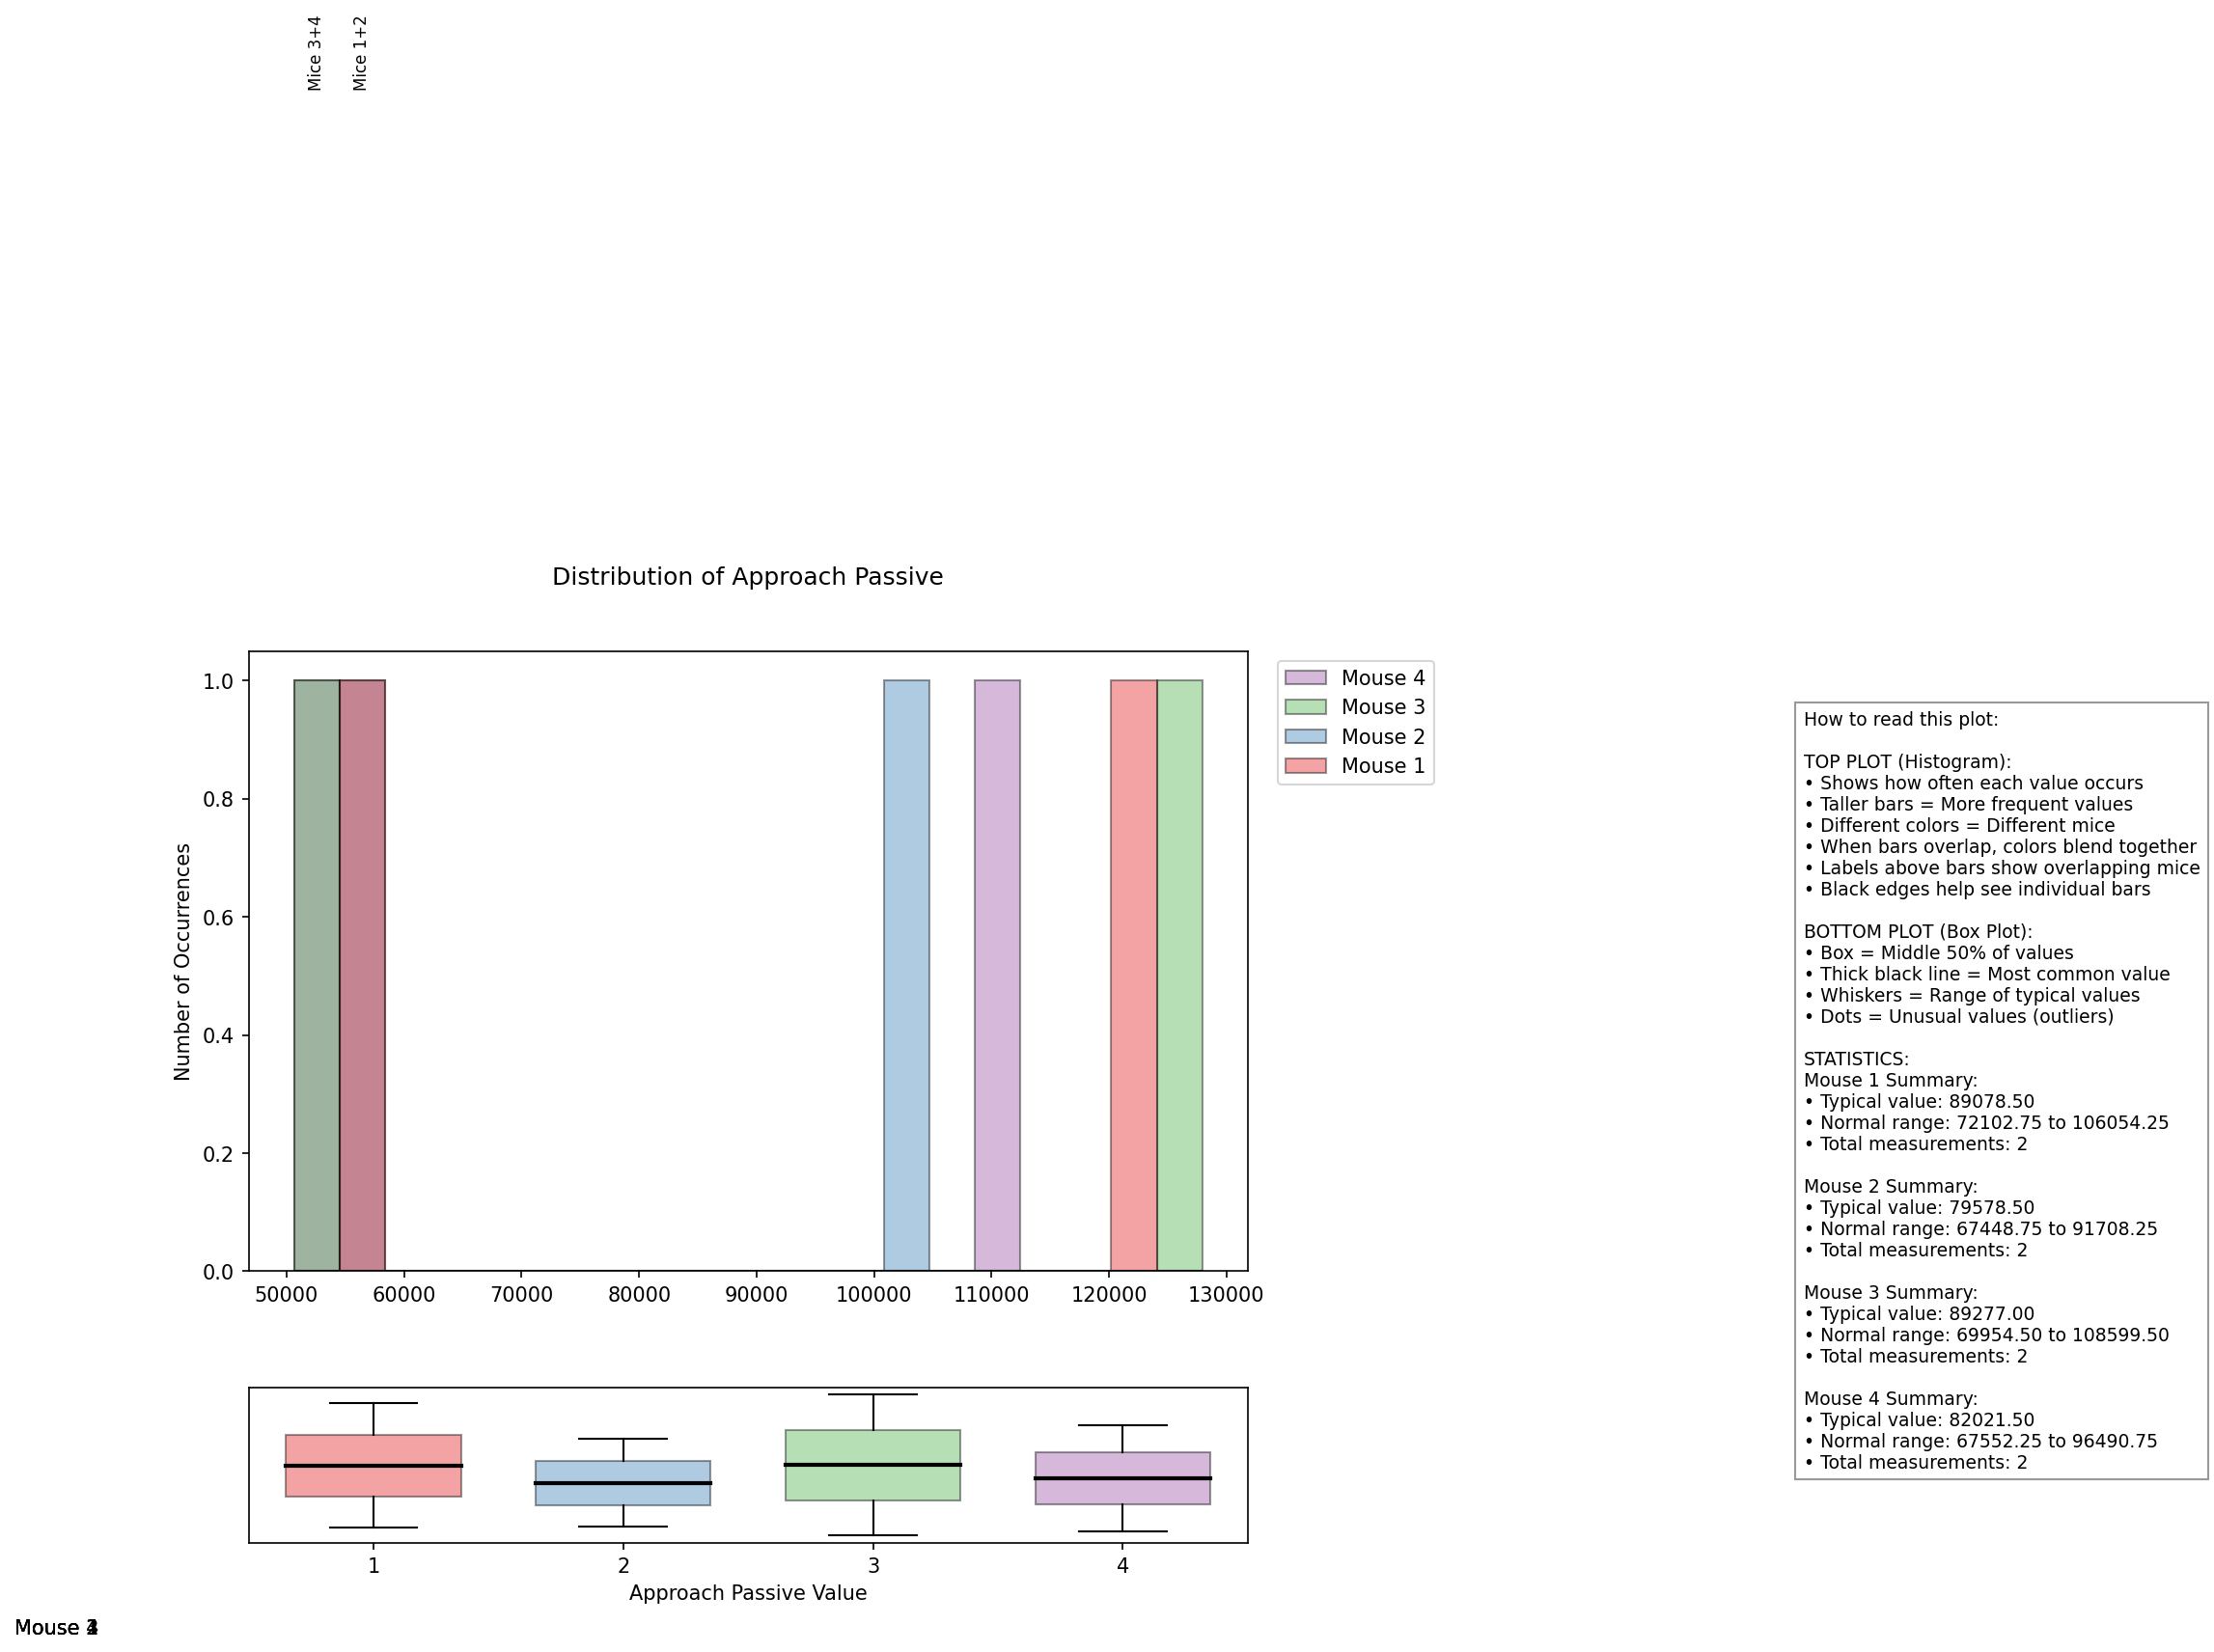 Mice 3+4
Mice 1+2
Distribution of Approach Passive
1.0
0.8
0.6
0.4
0.2
0.0
Number of Occurrences
50000 60000 70000 80000 90000 100000 110000 120000 130000
Mouse 4
Mouse 3
Mouse 2
Mouse 1
1 2 3 4
Approach Passive Value
Mouse
How to read this plot:
TOP PLOT (Histogram):
• Shows how often each value occurs
• Taller bars = More frequent values
• Different colors = Different mice
• When bars overlap, colors blend together
• Labels above bars show overlapping mice
• Black edges help see individual bars
BOTTOM PLOT (Box Plot):
• Box = Middle 50% of values
• Thick black line = Most common value
• Whiskers = Range of typical values
• Dots = Unusual values (outliers)
STATISTICS:
Mouse 1 Summary:
• Typical value: 89078.50
• Normal range: 72102.75 to 106054.25
• Total measurements: 2
Mouse 2 Summary:
• Typical value: 79578.50
• Normal range: 67448.75 to 91708.25
• Total measurements: 2
Mouse 3 Summary:
• Typical value: 89277.00
• Normal range: 69954.50 to 108599.50
• Total measurements: 2
Mouse 4 Summary:
• Typical value: 82021.50
• Normal range: 67552.25 to 96490.75
• Total measurements: 2